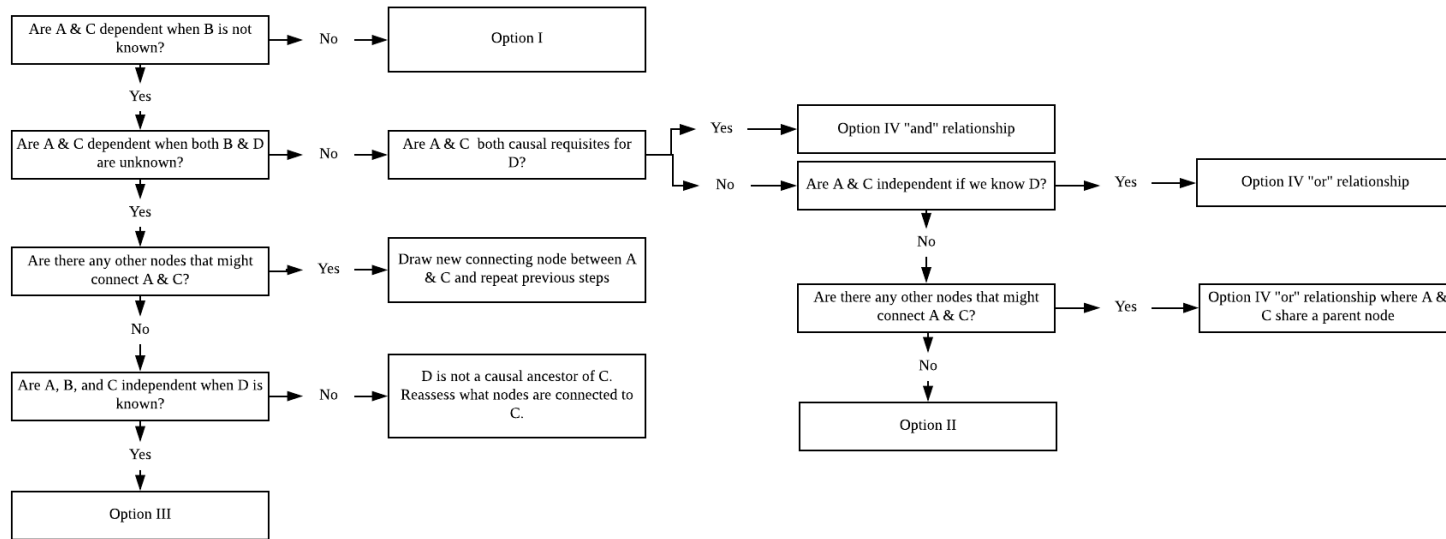 Are A & C dependent when B is not
known?
No
Option I
Yes
Are A & C dependent when both B & D
are unknown?
No
Are A & C both causal requisites for
D?
Yes
Option IV "and" relationship
No
Are A & C independent if we know D?
Yes
Option IV "or" relationship
No
Are there any other nodes that might
connect A & C?
Yes
Option IV "or" relationship where A &
C share a parent node
No
Option II
Yes
Are there any other nodes that might
connect A & C?
Yes
Draw new connecting node between A
& C and repeat previous steps
No
Are A, B, and C independent when D is
known?
No
D is not a causal ancestor of C.
Reassess what nodes are connected to
C.
Yes
Option III